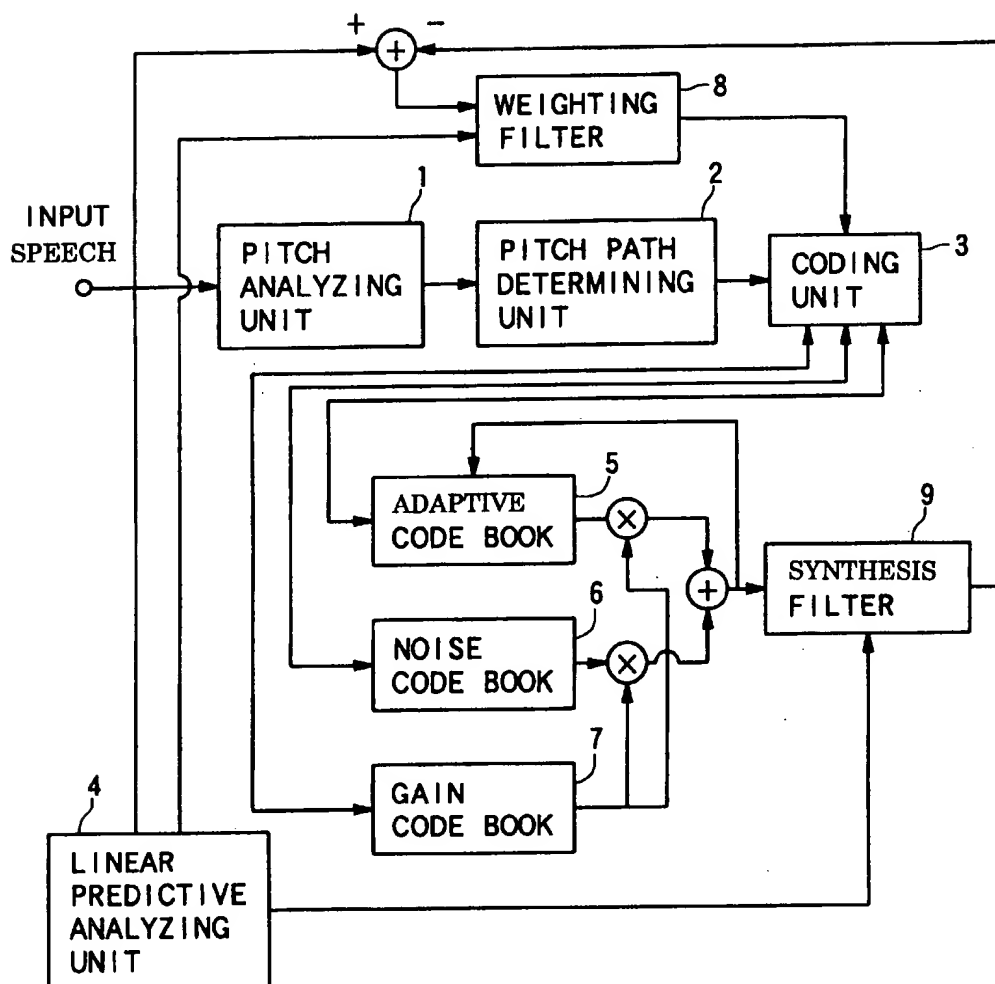 + −
+
8
WEIGHTING
FILTER
1
2
INPUT
SPEECH
PITCH
ANALYZING
UNIT
PITCH PATH
DETERMINING
UNIT
3
CODING
UNIT
5
ADAPTIVE
CODE BOOK
×
9
+
SYNTHESIS
FILTER
6
NOISE
CODE BOOK
×
7
GAIN
CODE BOOK
4
LINEAR
PREDICTIVE
ANALYZING
UNIT